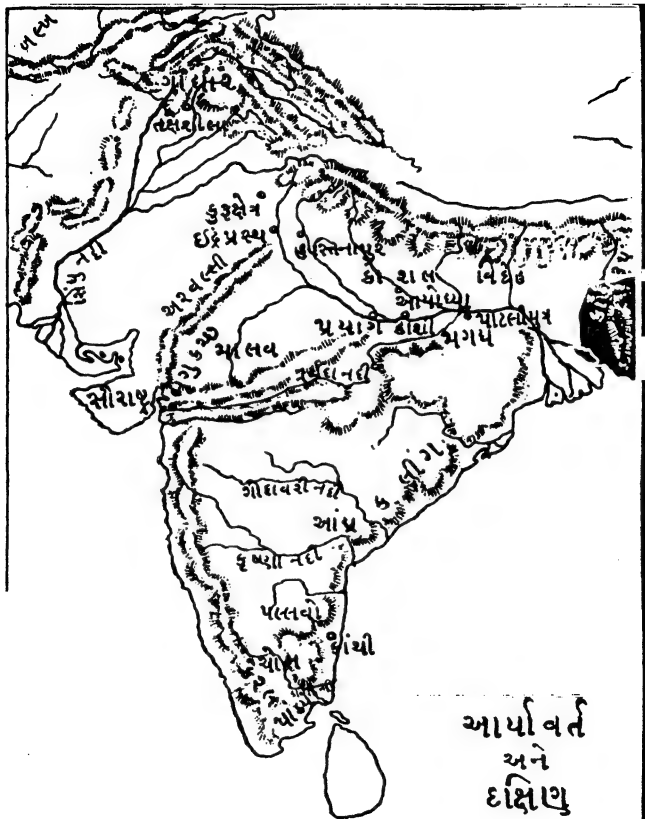 બલ્ખ
ગાંધાર
તક્ષશીલા
કુરૂક્ષેત્ર
ઈંદ્રપ્રસ્થ
હસ્તિનાપુર
સિંધુ નદી
અરવલ્લી
કોશલ
વિદેહ
અયોધ્યા
પ્રયાગ
કાશી
પાટલીપુત્ર
મગધ
માલવ
નર્મદા નદી
સૌરાષ્ટ્ર
કલીંગ
ગોદાવરી નદી
આંધ્ર
કૃષ્ણા નદી
પલ્લવો
કાંચી
ચોલ
આર્યાવર્ત
અને
દક્ષિણ